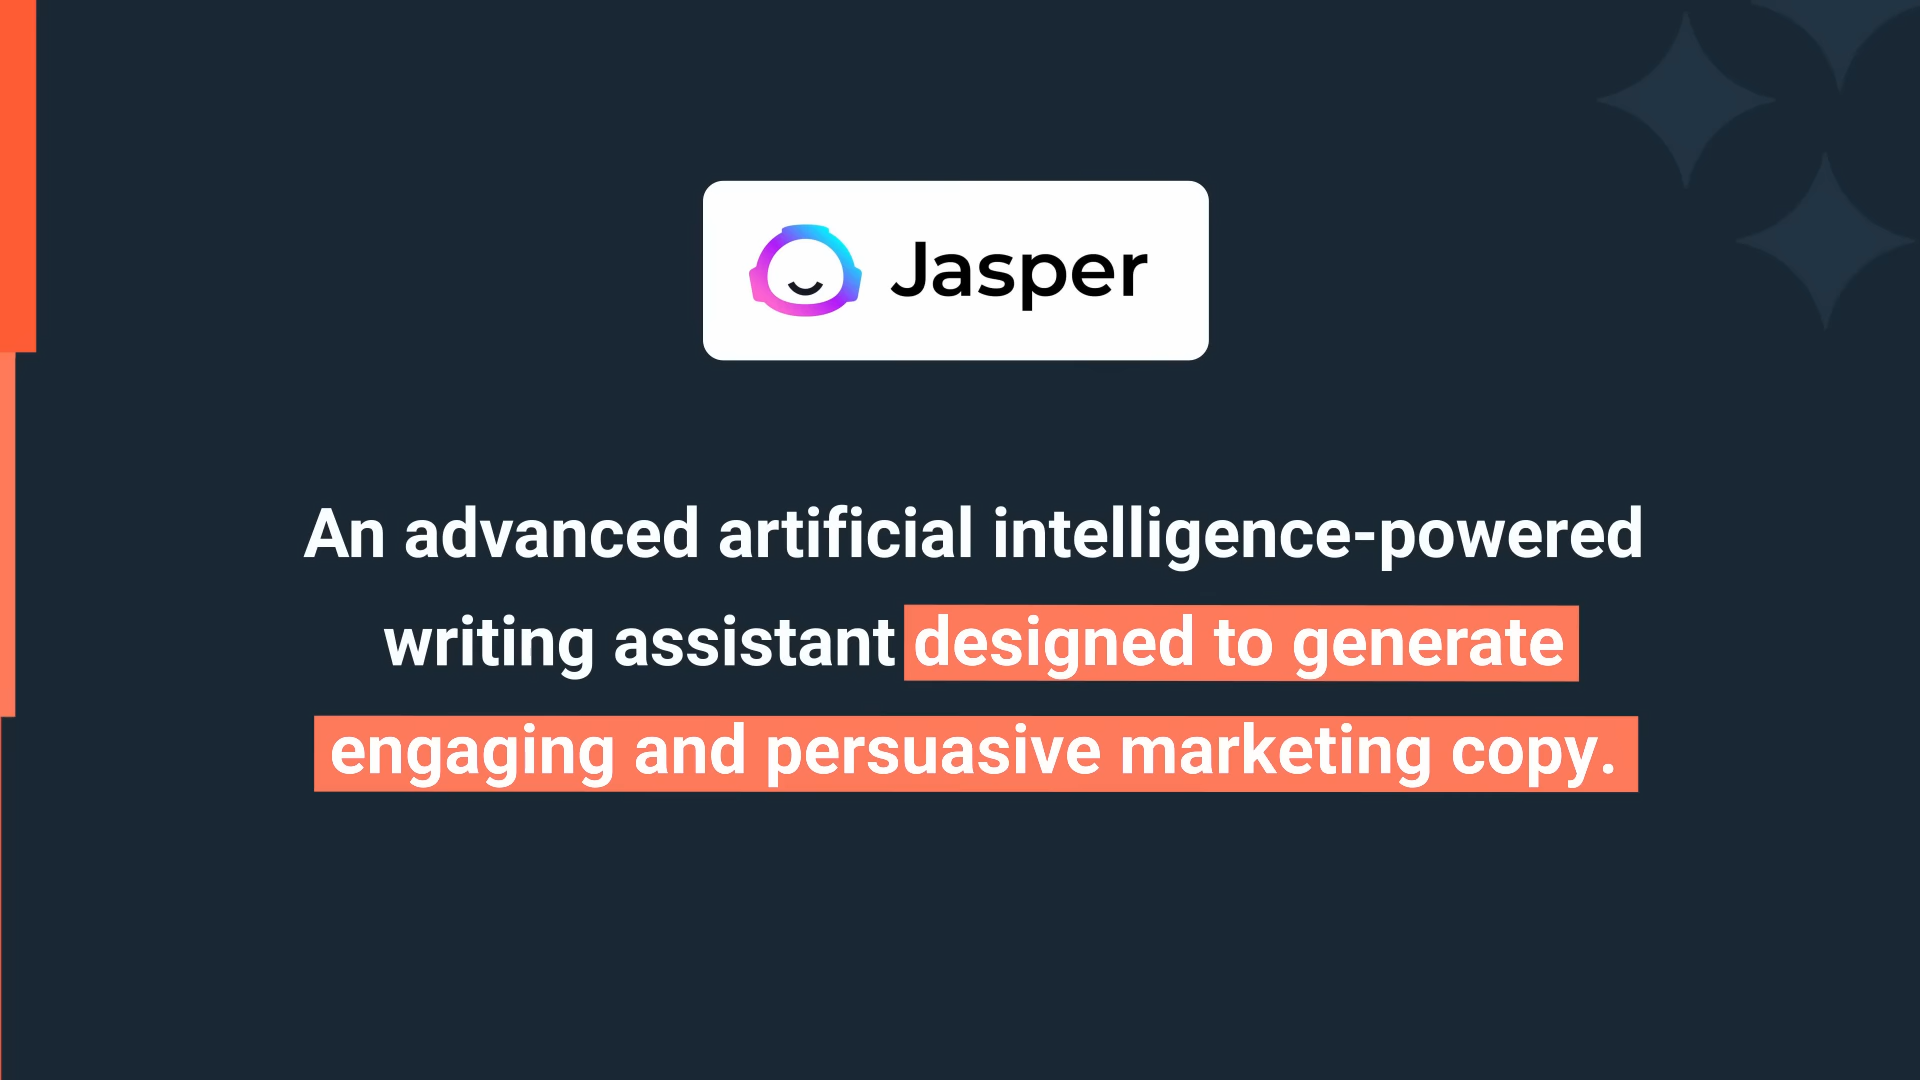 Jasper
An advanced artificial intelligence-powered
writing assistant designed to generate
engaging and persuasive marketing copy.